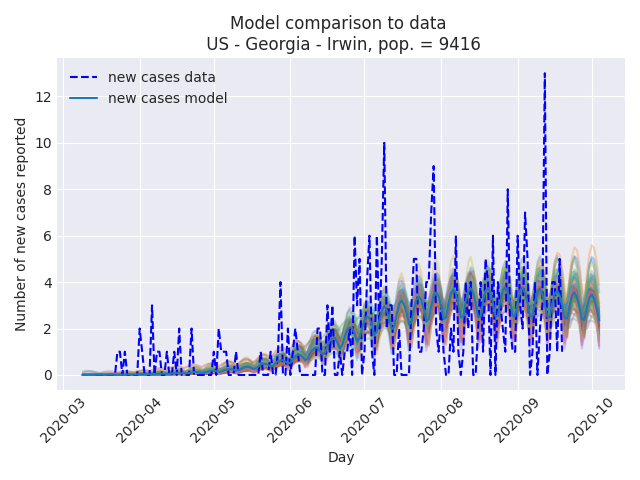 Model comparison to data
US - Georgia - Irwin, pop. = 9416
new cases data
new cases model
Number of new cases reported
12
10
8
6
4
2
0
2020-03
2020-04
2020-05
2020-06
2020-07
2020-08
2020-09
2020-10
Day